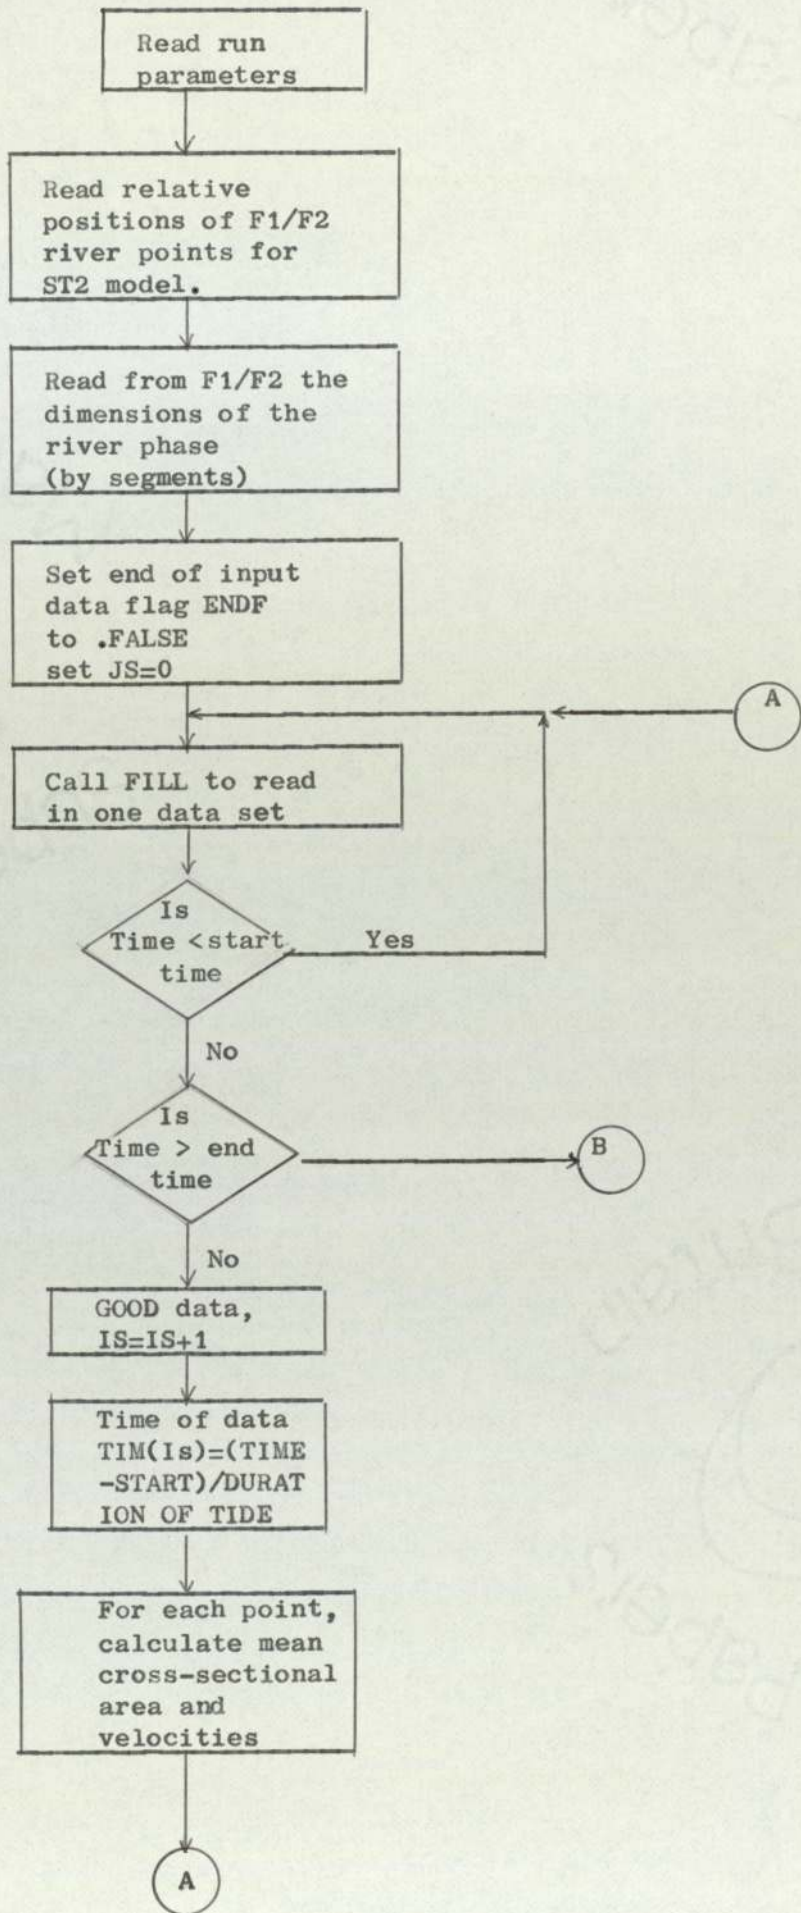 Read run
parameters
Read relative
positions of F1/F2
river points for
ST2 model.
Read from F1/F2 the
dimensions of the
river phase
(by segments)
Set end of input
data flag ENDF
to .FALSE
set JS=0
A
Call FILL to read
in one data set
Is
Time <start
time
Yes
No
Is
Time > end
time
B
No
GOOD data,
IS=IS+1
Time of data
TIM(Is)=(TIME
-START)/DURAT
ION OF TIDE
For each point,
calculate mean
cross-sectional
area and
velocities
A